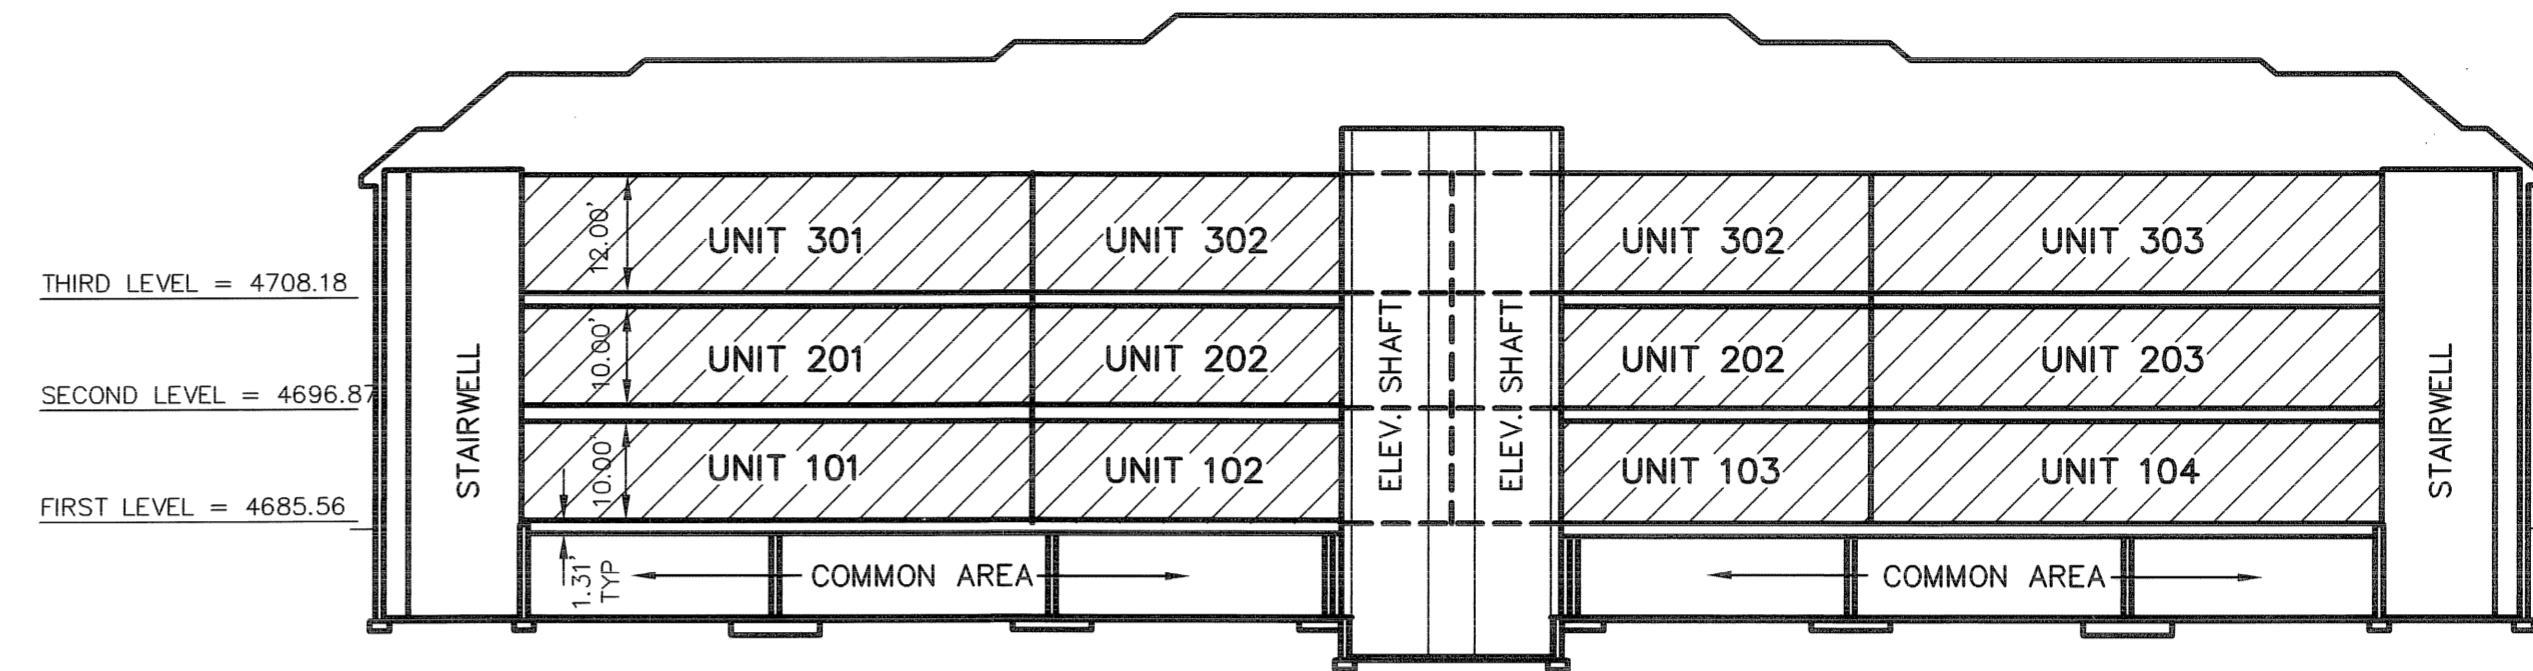 12.00'
UNIT 301
UNIT 302
UNIT 302
UNIT 303
THIRD LEVEL = 4708.18
10.00'
UNIT 201
UNIT 202
ELEV. SHAFT
ELEV. SHAFT
UNIT 202
UNIT 203
SECOND LEVEL = 4696.87
STAIRWELL
STAIRWELL
10.00'
UNIT 101
UNIT 102
UNIT 103
UNIT 104
FIRST LEVEL = 4685.56
1.31'
TYP
COMMON AREA
COMMON AREA